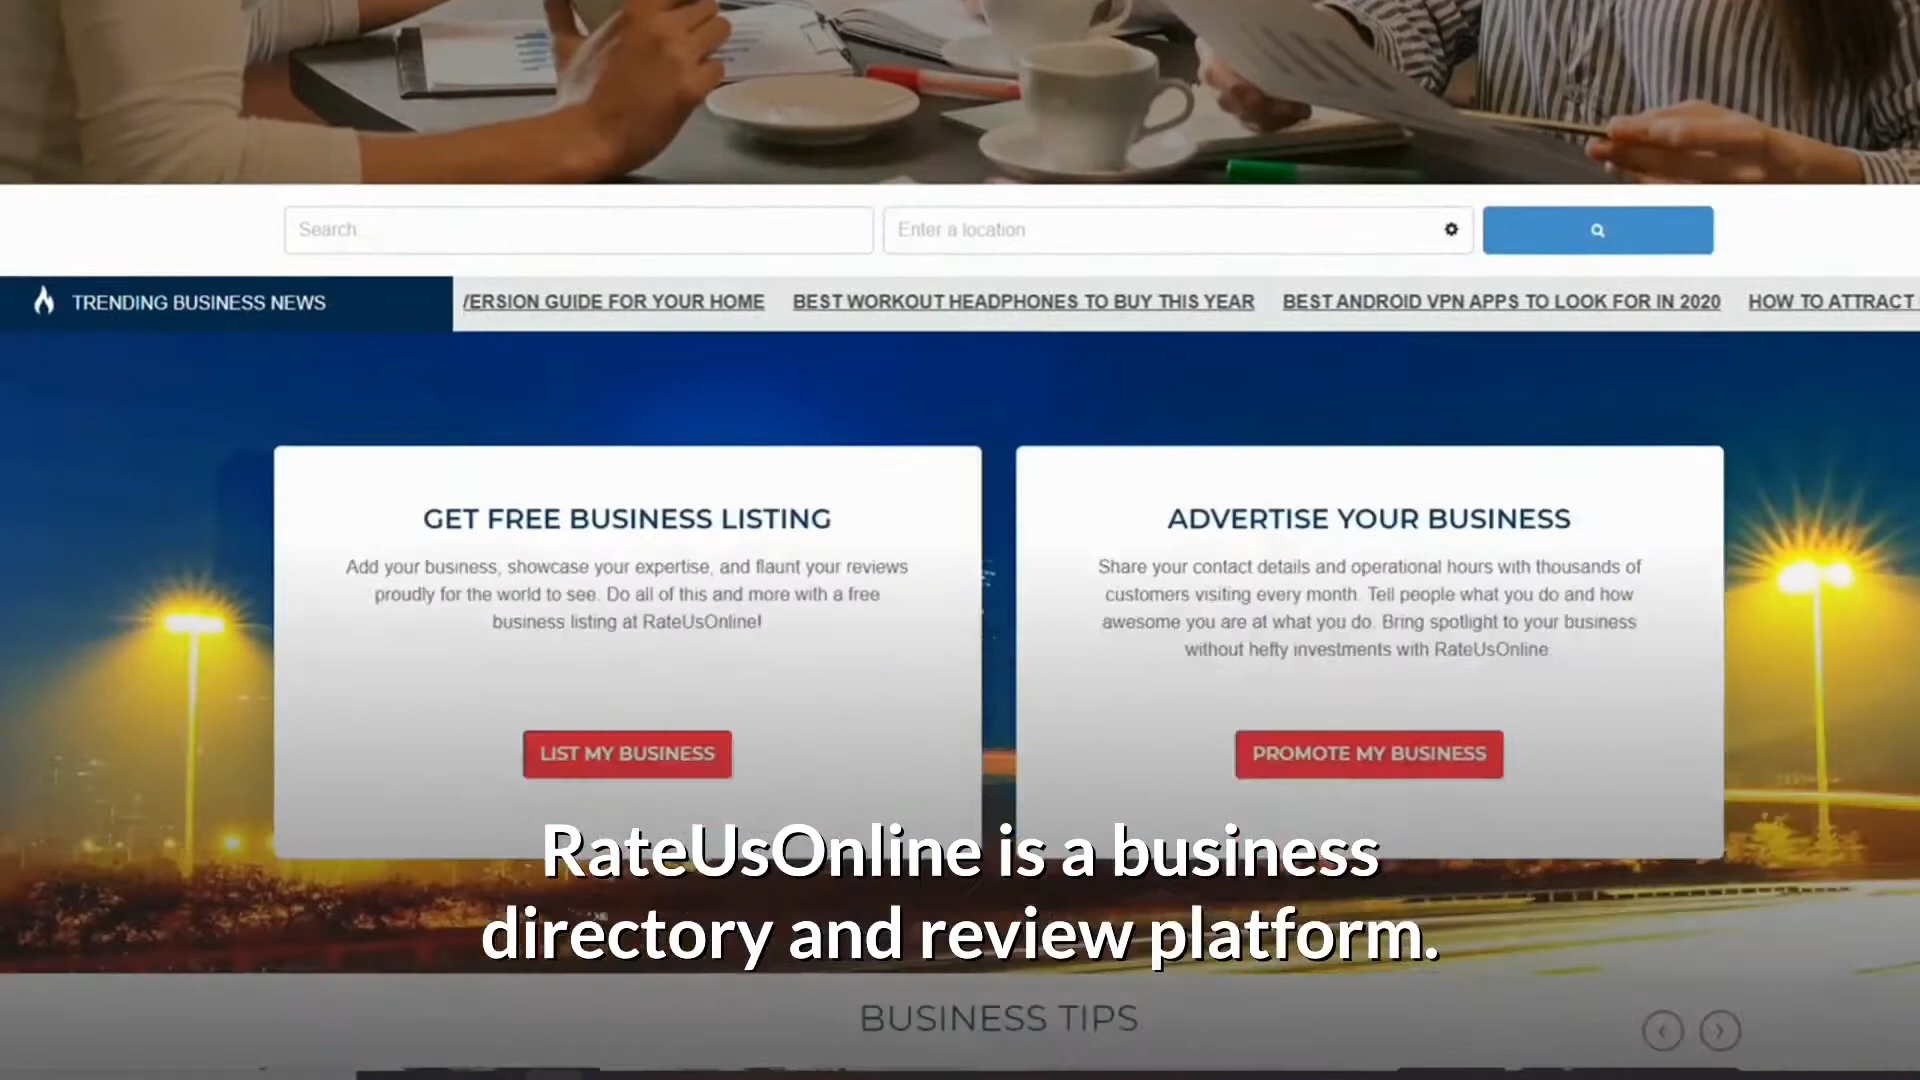 Search
Enter a location
TRENDING BUSINESS NEWS
ERSION GUIDE FOR YOUR HOME BEST WORKOUT HEADPHONES TO BUY THIS YEAR BEST ANDROID VPN APPS TO LOOK FOR IN 2020 HOW TO ATTRACT
GET FREE BUSINESS LISTING
Add your business, showcase your expertise, and flaunt your reviews
proudly for the world to see. Do all of this and more with a free
business listing at RateUsOnline!
LIST MY BUSINESS
ADVERTISE YOUR BUSINESS
Share your contact details and operational hours with thousands of
customers visiting every month. Tell people what you do and how
awesome you are at what you do. Bring spotlight to your business
without hefty investments with RateUsOnline
PROMOTE MY BUSINESS
RateUsOnline is a business
directory and review platform.
BUSINESS TIPS